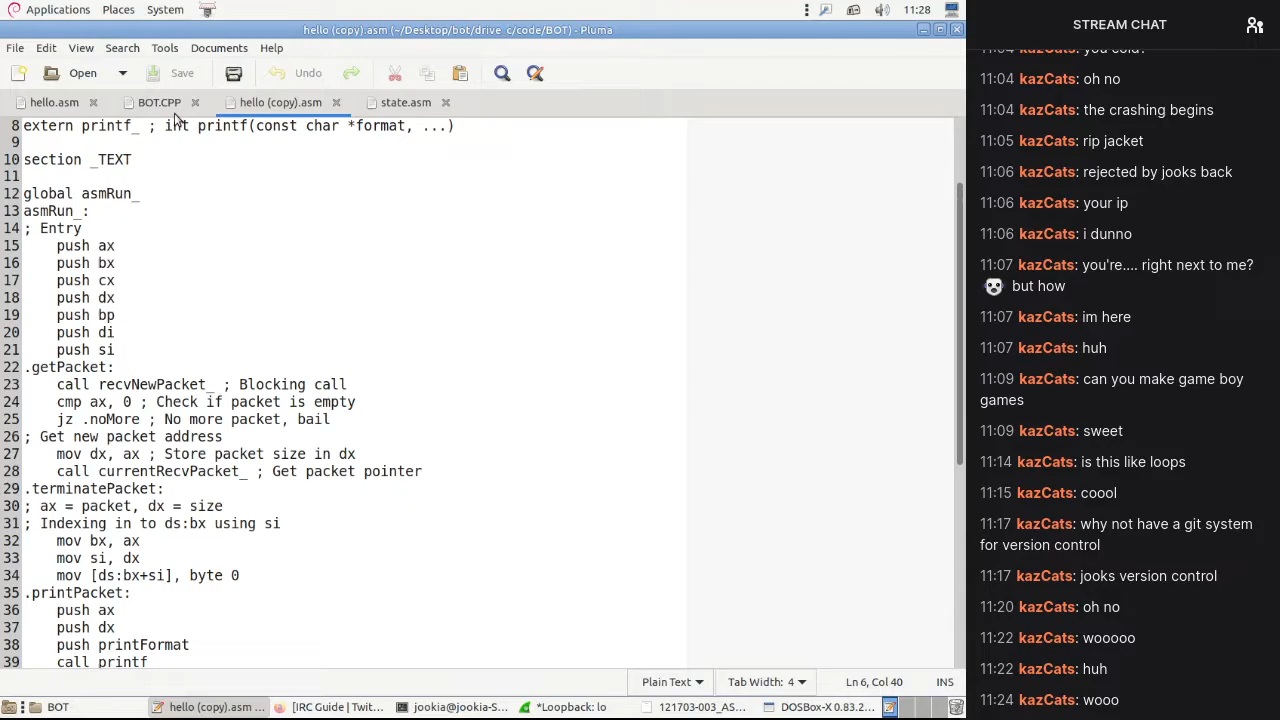 Applications Places System 11:28
hello (copy).asm (~/Desktop/bot/drive_c/code/BOT) - Pluma
File Edit View Search Tools Documents Help
Open Save Undo
hello.asm BOT.CPP hello (copy).asm state.asm
8 extern printf_ ; int printf(const char *format, ...)
9
10 section _TEXT
11
12 global asmRun_
13 asmRun_:
14 ; Entry
15 push ax
16 push bx
17 push cx
18 push dx
19 push bp
20 push di
21 push si
22 .getPacket:
23 call recvNewPacket_ ; Blocking call
24 cmp ax, 0 ; Check if packet is empty
25 jz .noMore ; No more packet, bail
26 ; Get new packet address
27 mov dx, ax ; Store packet size in dx
28 call currentRecvPacket_ ; Get packet pointer
29 .terminatePacket:
30 ; ax = packet, dx = size
31 ; Indexing in to ds:bx using si
32 mov bx, ax
33 mov si, dx
34 mov [ds:bx+si], byte 0
35 .printPacket:
36 push ax
37 push dx
38 push printFormat
39 call printf
Plain Text Tab Width: 4 Ln 6, Col 40 INS
BOT hello (copy).asm ... [IRC Guide | Twit... jookia@jookia-S... *Loopback: lo 121703-003_AS... DOSBox-X 0.83.2...
STREAM CHAT
11:04 kazCats: you cold?
11:04 kazCats: oh no
11:04 kazCats: the crashing begins
11:05 kazCats: rip jacket
11:06 kazCats: rejected by jooks back
11:06 kazCats: your ip
11:06 kazCats: i dunno
11:07 kazCats: you're.... right next to me?
but how
11:07 kazCats: im here
11:07 kazCats: huh
11:09 kazCats: can you make game boy
games
11:09 kazCats: sweet
11:14 kazCats: is this like loops
11:15 kazCats: coool
11:17 kazCats: why not have a git system
for version control
11:17 kazCats: jooks version control
11:20 kazCats: oh no
11:22 kazCats: wooooo
11:22 kazCats: huh
11:24 kazCats: wooo